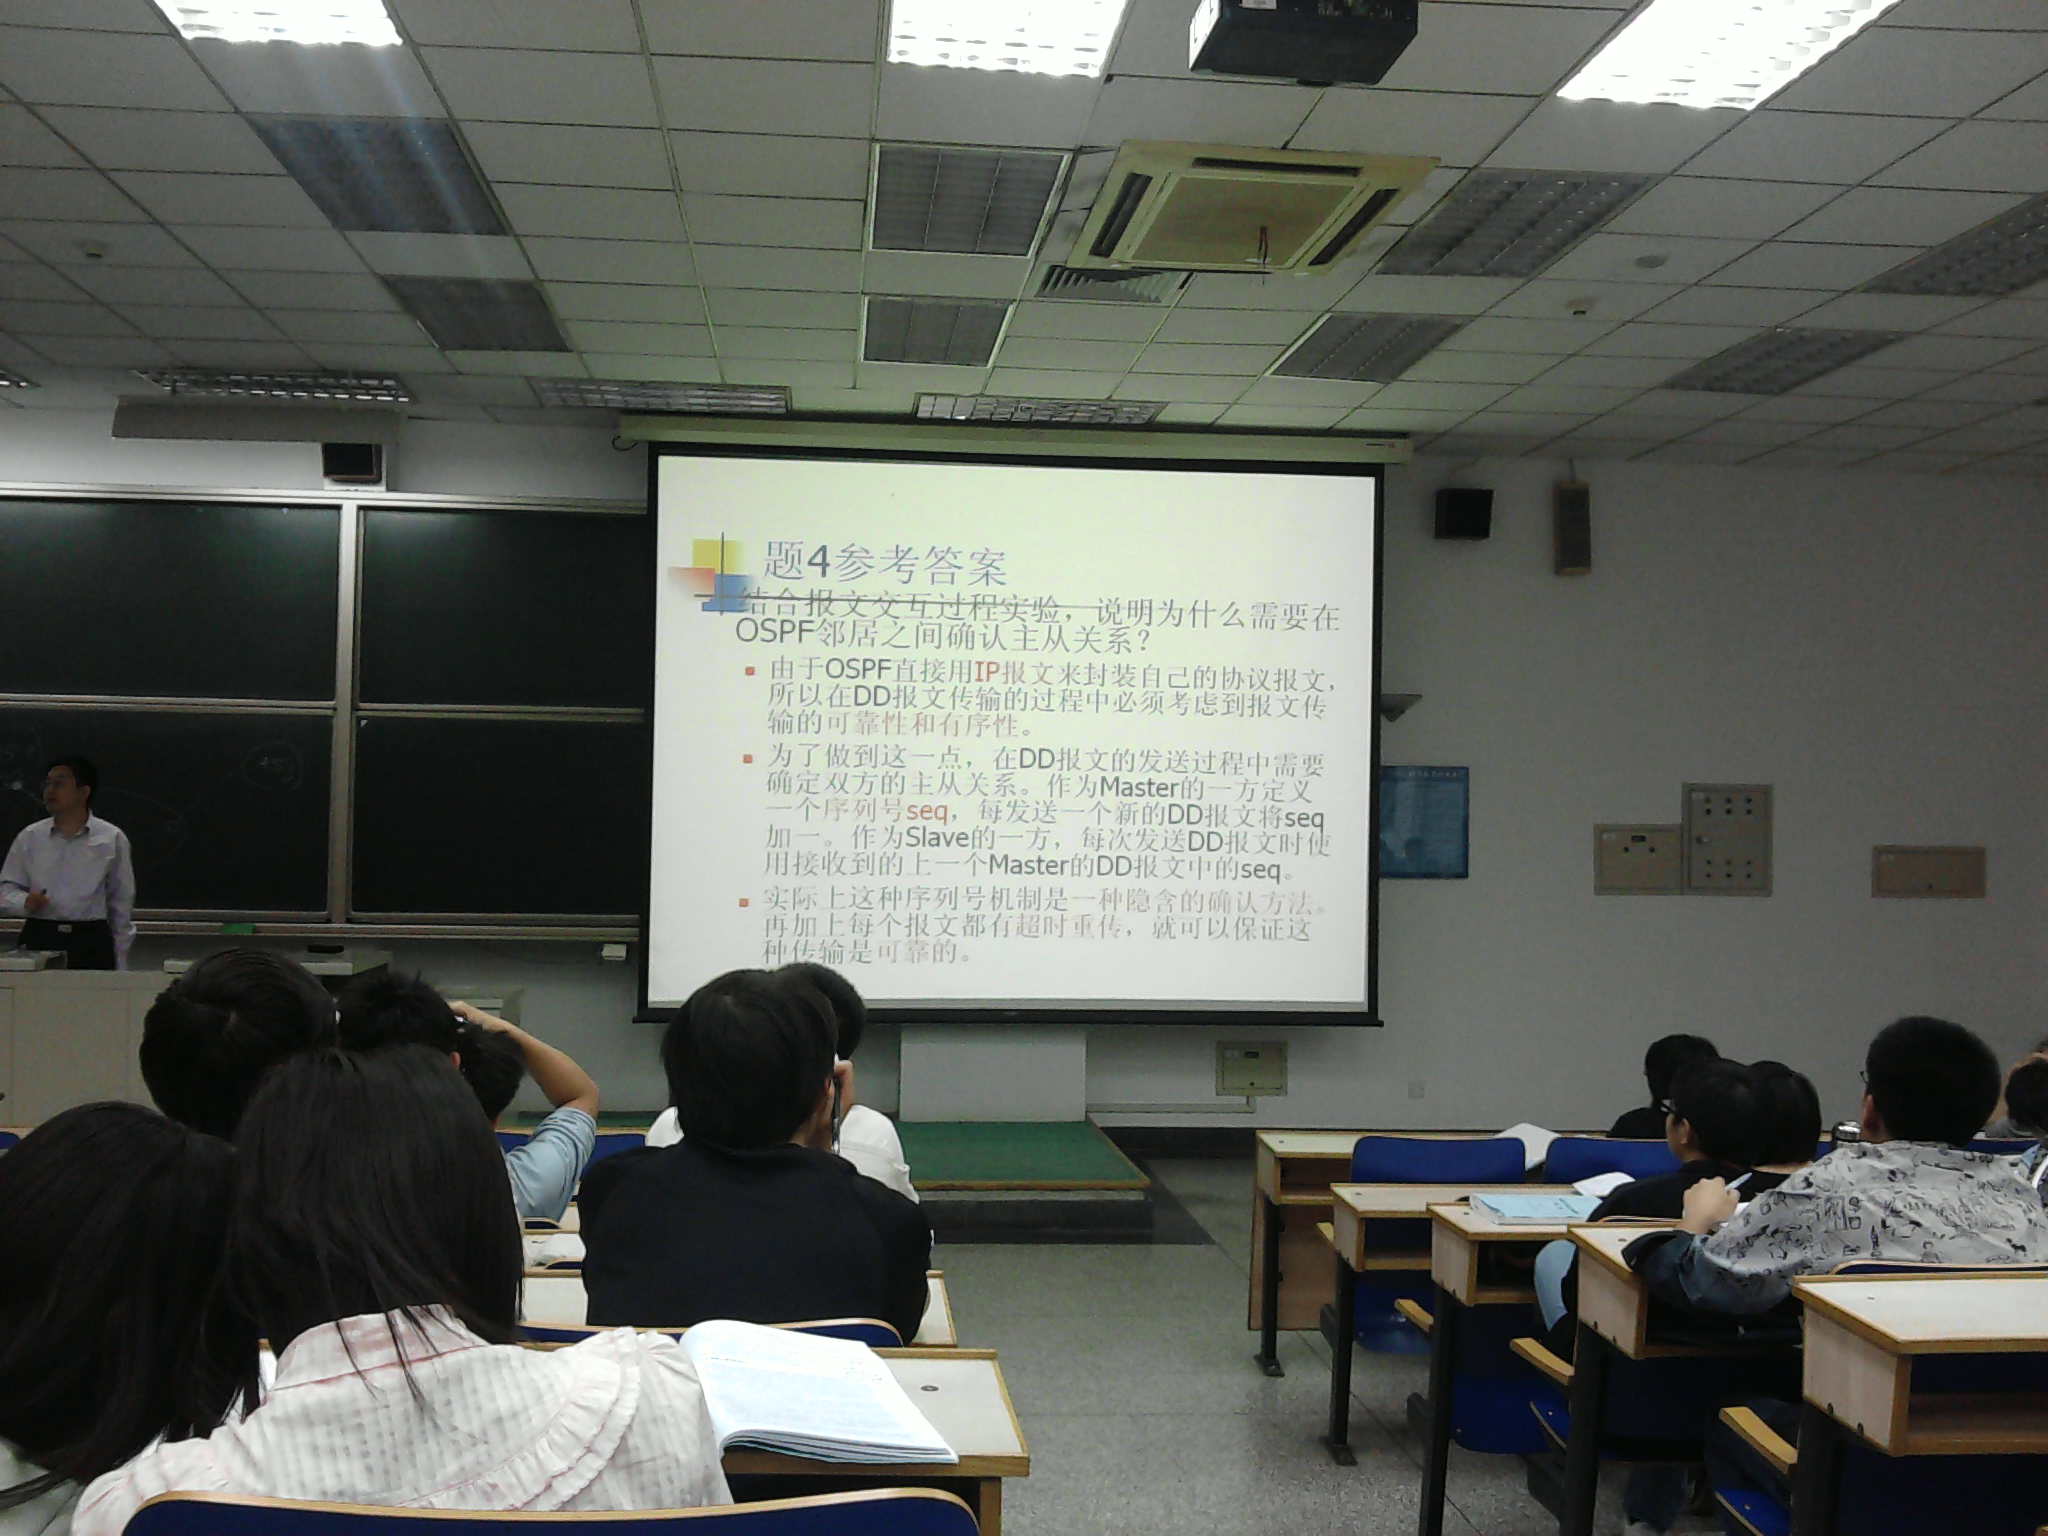 题4参考答案
结合报文交互过程实验，说明为什么需要在
OSPF邻居之间确认主从关系？
由于OSPF直接用IP报文来封装自己的协议报文，
所以在DD报文传输的过程中必须考虑到报文传
输的可靠性和有序性。
为了做到这一点，在DD报文的发送过程中需要
确定双方的主从关系。作为Master的一方定义
一个序列号seq，每发送一个新的DD报文将seq
加一。作为Slave的一方，每次发送DD报文时使
用接收到的上一个Master的DD报文中的seq。
实际上这种序列号机制是一种隐含的确认方法。
再加上每个报文都有超时重传，就可以保证这
种传输是可靠的。